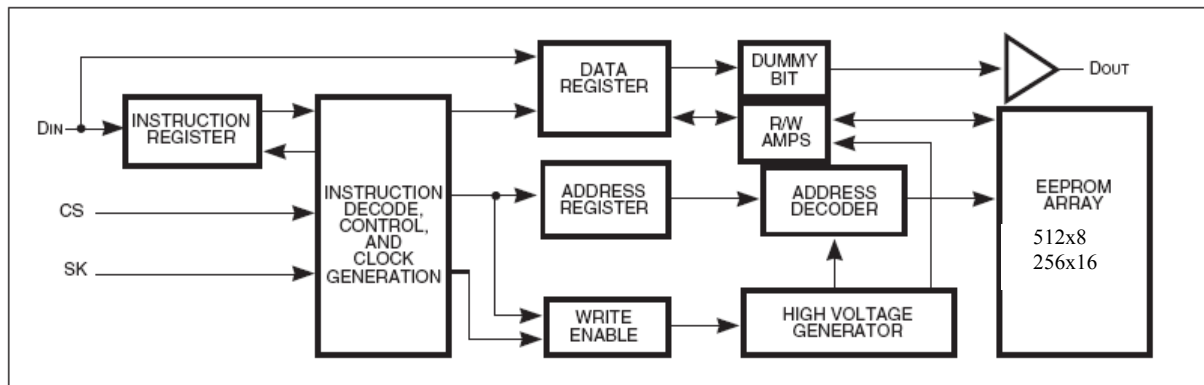 DIN
INSTRUCTION
REGISTER
CS
SK
INSTRUCTION
DECODE,
CONTROL,
AND
CLOCK
GENERATION
DATA
REGISTER
ADDRESS
REGISTER
WRITE
ENABLE
DUMMY
BIT
R/W
AMPS
ADDRESS
DECODER
HIGH VOLTAGE
GENERATOR
DOUT
EEPROM
ARRAY
512x8
256x16